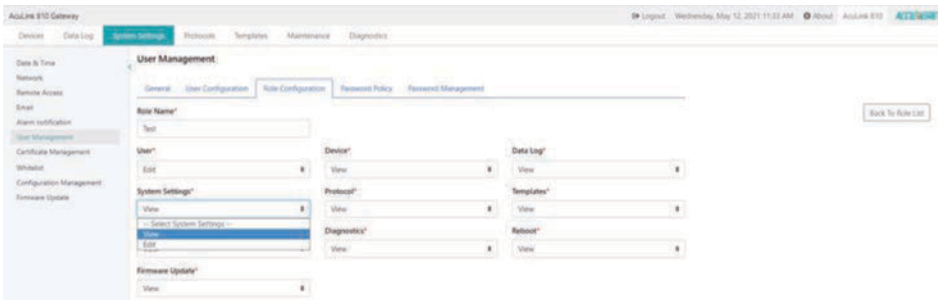 AcuLink 810 Gateway
Logout Wednesday, May 12, 2021 11:33 AM About AcuLink 810 ACCUENERGY
Devices Data Log System Settings Protocols Templates Maintenance Diagnostics
Date & Time
Network
Remote Access
Email
Alarm notification
User Management
Certificate Management
Whitelist
Configuration Management
Firmware Update
User Management
General User Configuration Role Configuration Password Policy Password Management
Back To Role List
Role Name*
Test
User* Device* Data Log*
Edit View View
System Settings* Protocol* Templates*
View View View
-- Select System Settings --
View
Edit
Diagnostics* Reboot*
View View
Firmware Update*
View